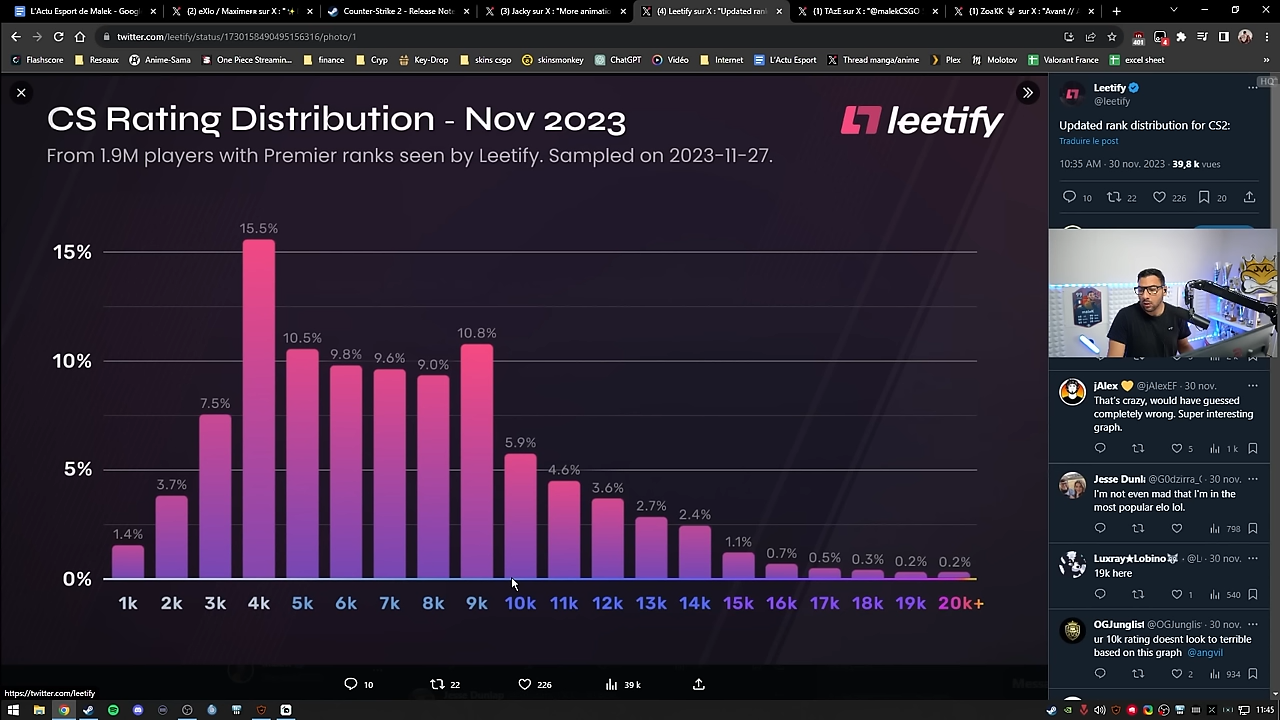 L'Actu Esport de Malek - Googl
(2) eXlo / Maximern sur X : "✨
Counter-Strike 2 - Release Note
(3) Jacky sur X : "More animatio
(4) Leetify sur X : "Updated rank
(1) TAzE sur X : "@malekCSGO
(1) ZoaKK 😈 sur X : "Avant //
twitter.com/leetify/status/1730158490495156316/photo/1
Flashscore
Reseaux
Anime-Sama
One Piece Streamin...
finance
Cryp
Key-Drop
skins csgo
skinsmonkey
ChatGPT
Vidéo
Internet
L'Actu Esport
Thread manga/anime
Plex
Molotov
Valorant France
excel sheet
CS Rating Distribution - Nov 2023
leetify
From 1.9M players with Premier ranks seen by Leetify. Sampled on 2023-11-27.
15%
10%
5%
0%
1.4%
3.7%
7.5%
15.5%
10.5%
9.8%
9.6%
9.0%
10.8%
5.9%
4.6%
3.6%
2.7%
2.4%
1.1%
0.7%
0.5%
0.3%
0.2%
0.2%
1k 2k 3k 4k 5k 6k 7k 8k 9k 10k 11k 12k 13k 14k 15k 16k 17k 18k 19k 20k+
10
22
226
39 k
https://twitter.com/leetify
HQ
Leetify
@leetify
Updated rank distribution for CS2:
Traduire le post
10:35 AM · 30 nov. 2023 · 39,8 k vues
10 22 226 20
jAlex 💛 @jAlexEF · 30 nov.
That's crazy, would have guessed
completely wrong. Super interesting
graph.
5 1 k
Jesse Dunl @G0dzirra_( · 30 nov.
I'm not even mad that I'm in the
most popular elo lol.
798
Luxray★Lobino · @L · 30 nov.
19k here
1 540
OGJunglist @OGJunglis · 30 nov.
ur 10k rating doesnt look to terrible
based on this graph @angvil
2 934
11:45